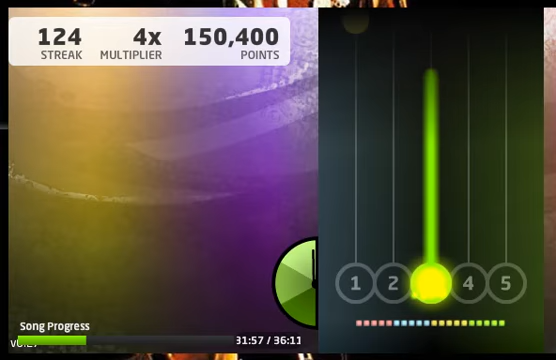 124 4x 150,400
STREAK MULTIPLIER POINTS
1 2 4 5
Song Progress
31:57 / 36:11